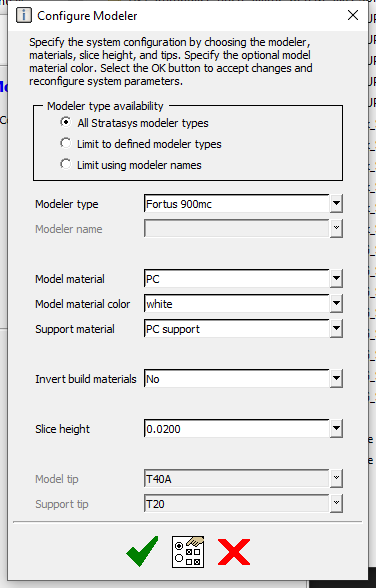 Configure Modeler
Specify the system configuration by choosing the modeler,
materials, slice height, and tips. Specify the optional model
material color. Select the OK button to accept changes and
reconfigure system parameters.
Modeler type availability
All Stratasys modeler types
Limit to defined modeler types
Limit using modeler names
Modeler type Fortus 900mc
Modeler name
Model material PC
Model material color white
Support material PC support
Invert build materials No
Slice height 0.0200
Model tip T40A
Support tip T20